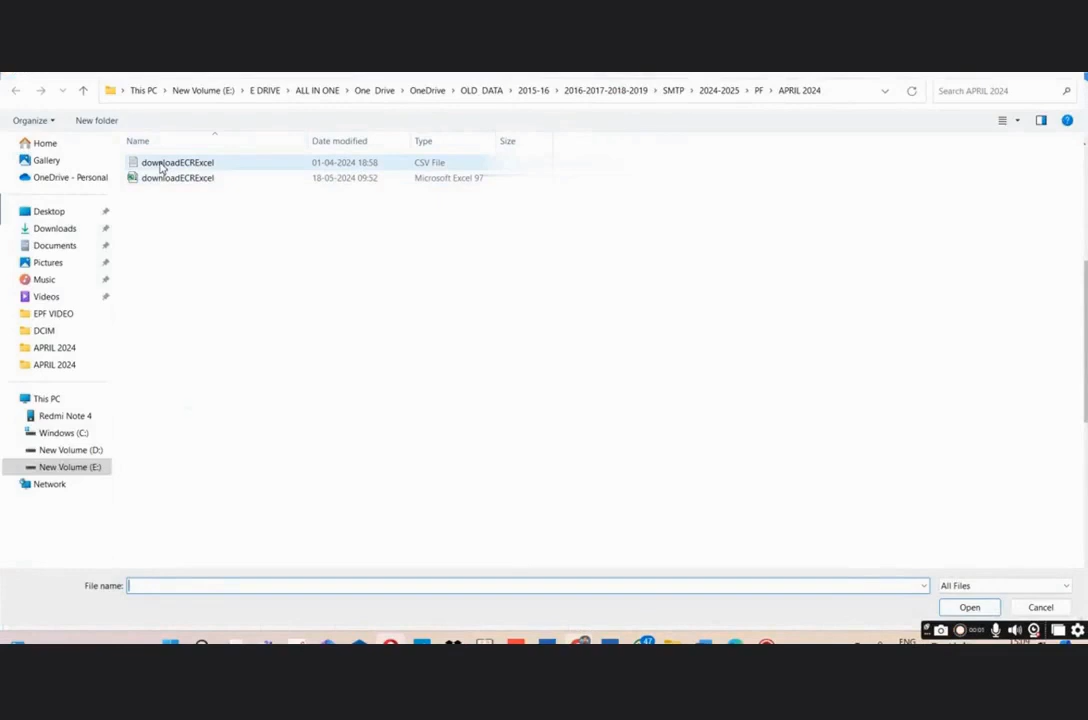 This PC > New Volume (E:) > E DRIVE > ALL IN ONE > One Drive > OneDrive > OLD DATA > 2015-16 > 2016-2017-2018-2019 > SMTP > 2024-2025 > PF > APRIL 2024
Search APRIL 2024
Organize New folder
Name Date modified Type Size
downloadECRExcel 01-04-2024 18:58 CSV File
downloadECRExcel 18-05-2024 09:52 Microsoft Excel 97
Home
Gallery
OneDrive - Personal
Desktop
Downloads
Documents
Pictures
Music
Videos
EPF VIDEO
DCIM
APRIL 2024
APRIL 2024
This PC
Redmi Note 4
Windows (C:)
New Volume (D:)
New Volume (E:)
Network
File name: All Files
Open Cancel
00:01
47
ENG